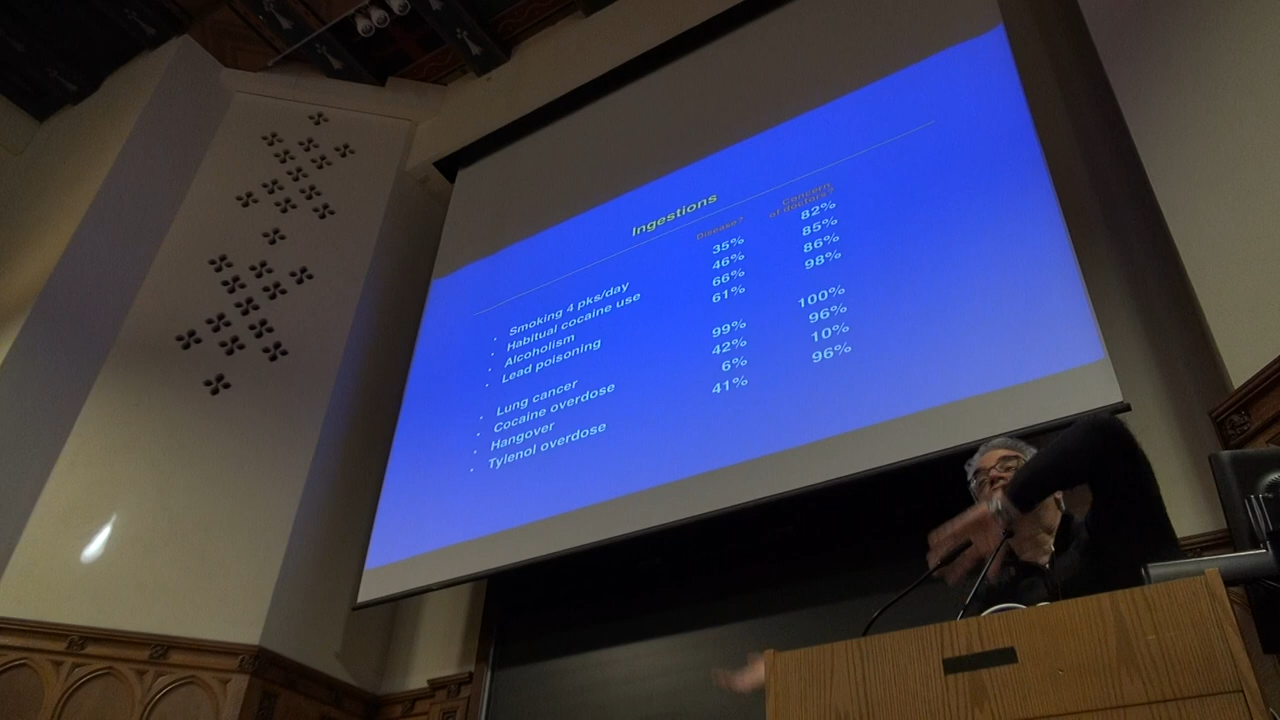 Ingestions
Disease? Concern of doctors?
• Smoking 4 pks/day 35% 82%
• Habitual cocaine use 46% 85%
• Alcoholism 66% 86%
• Lead poisoning 61% 98%
• Lung cancer 99% 100%
• Cocaine overdose 42% 96%
• Hangover 6% 10%
• Tylenol overdose 41% 96%